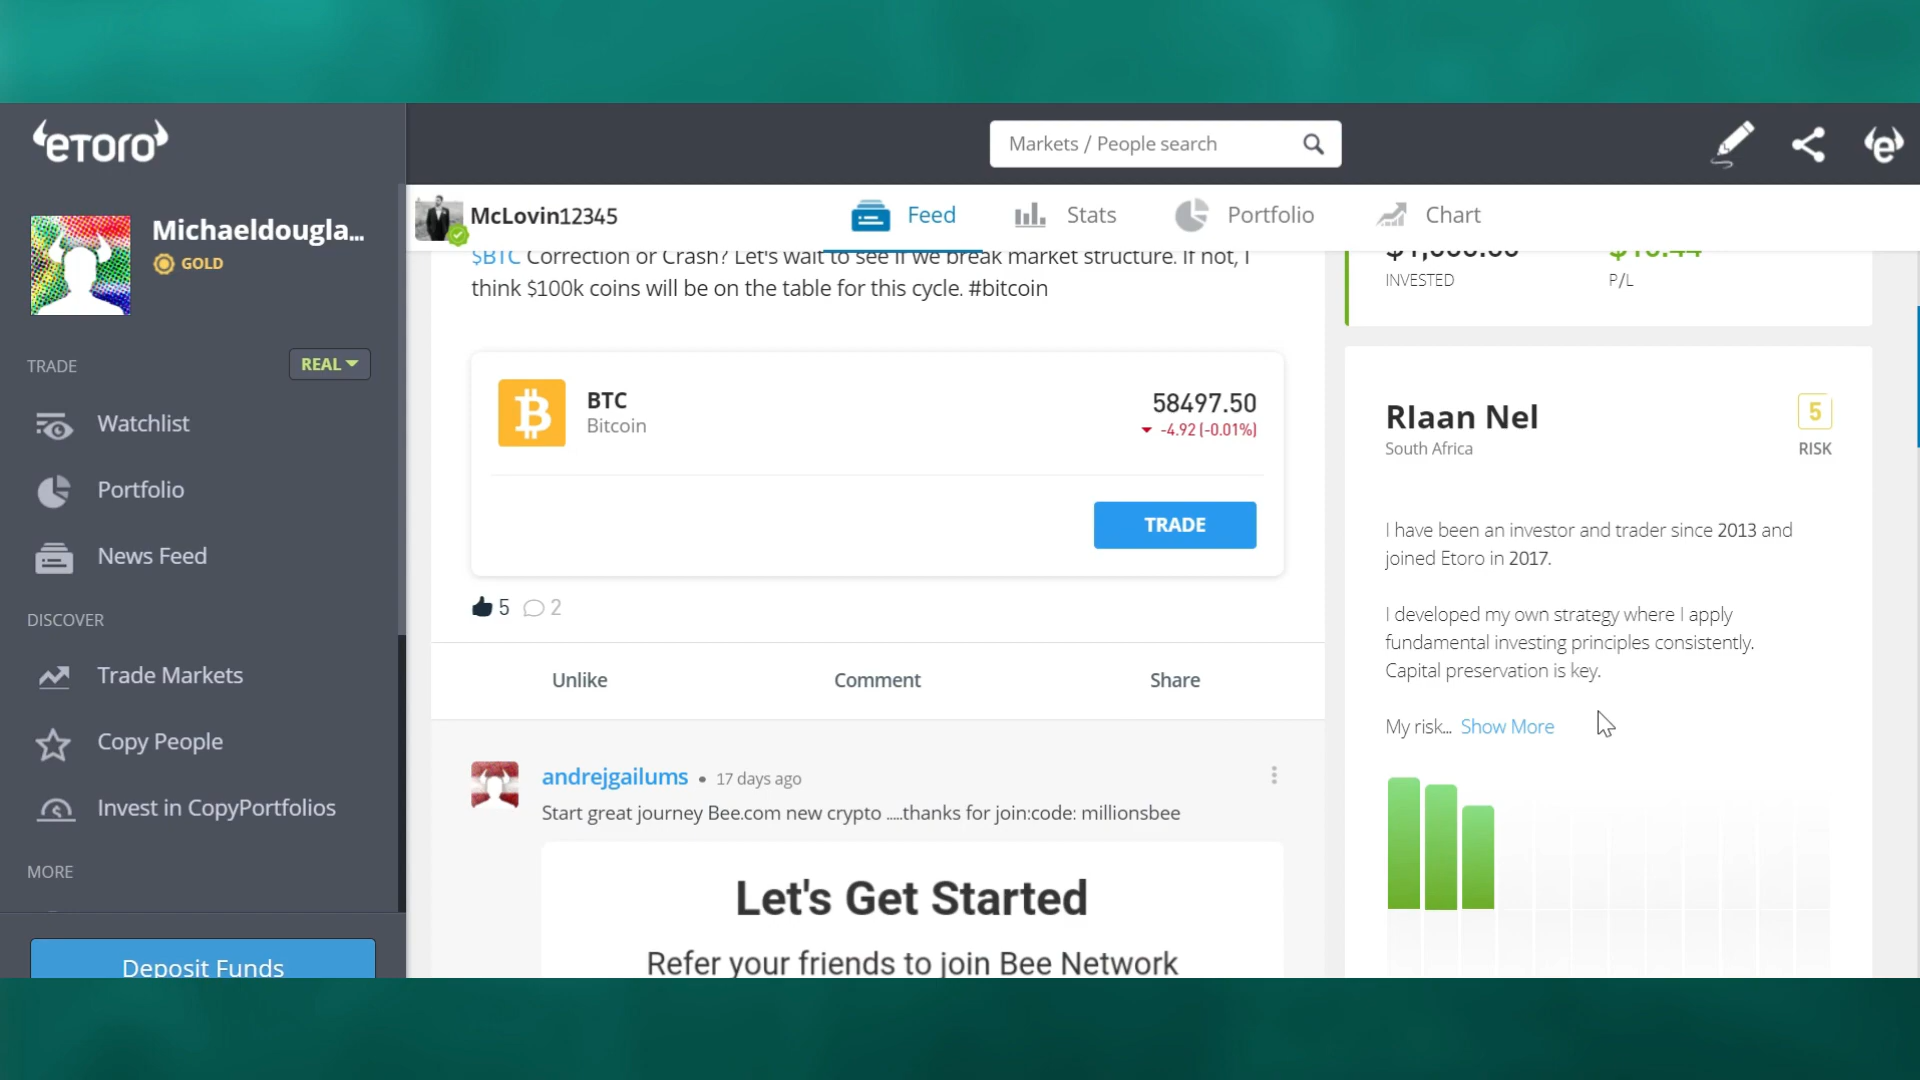 eTORO
Michaeldougla...
GOLD
TRADE
REAL
Watchlist
Portfolio
News Feed
DISCOVER
Trade Markets
Copy People
Invest in CopyPortfolios
MORE
Deposit Funds
Markets / People search
McLovin12345
Feed
Stats
Portfolio
Chart
$BTC Correction or Crash? Let's wait to see if we break market structure. If not, I
think $100k coins will be on the table for this cycle. #bitcoin
BTC
Bitcoin
58497.50
-4.92 (-0.01%)
TRADE
5
2
Unlike
Comment
Share
andrejgailums • 17 days ago
Start great journey Bee.com new crypto ....thanks for join:code: millionsbee
Let's Get Started
Refer your friends to join Bee Network
INVESTED
P/L
RIaan Nel
South Africa
5
RISK
I have been an investor and trader since 2013 and
joined Etoro in 2017.
I developed my own strategy where I apply
fundamental investing principles consistently.
Capital preservation is key.
My risk... Show More